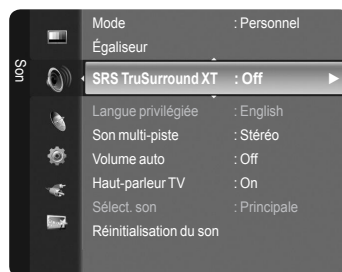 Son
Mode : Personnel
Égaliseur
SRS TruSurround XT : Off
Langue privilégiée : English
Son multi-piste : Stéréo
Volume auto : Off
Haut-parleur TV : On
Sélect. son : Principale
Réinitialisation du son